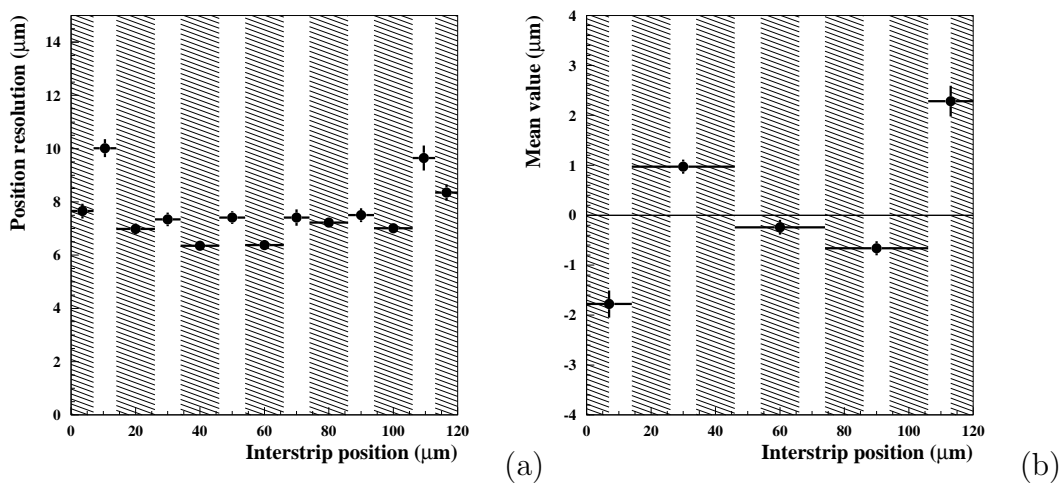 Position resolution (µm)
14
12
10
8
6
4
2
0
0 20 40 60 80 100 120
Interstrip position (µm)
(a)
Mean value (µm)
4
3
2
1
0
-1
-2
-3
-4
0 20 40 60 80 100 120
Interstrip position (µm)
(b)